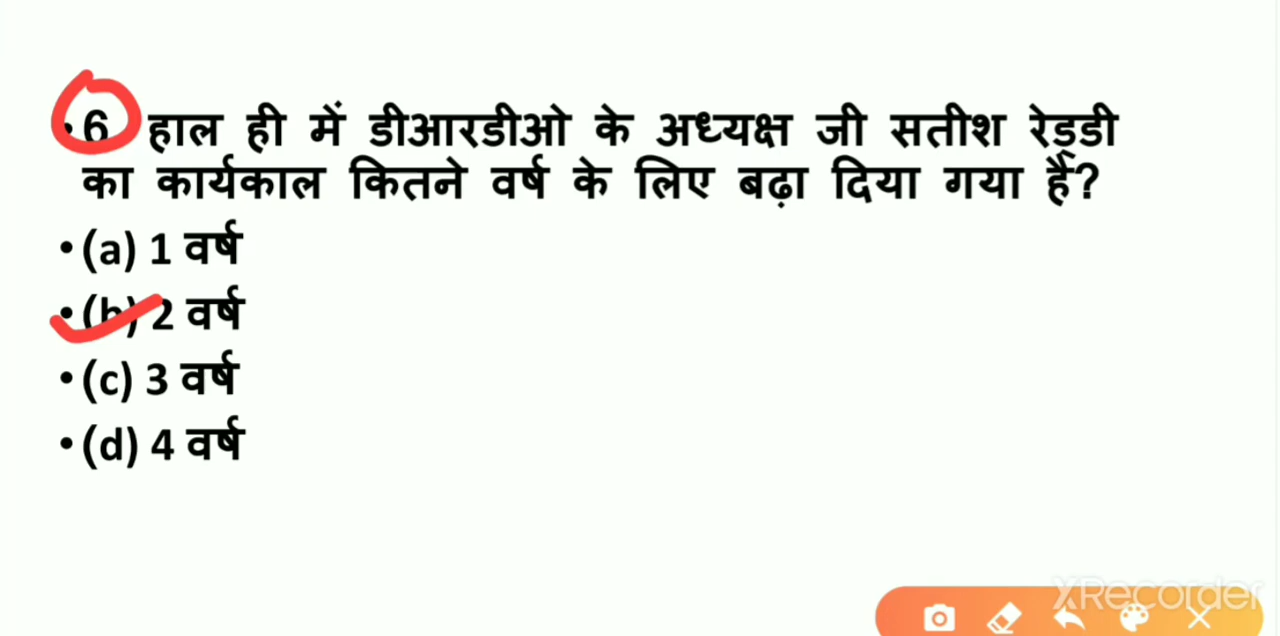 • 6 हाल ही में डीआरडीओ के अध्यक्ष जी सतीश रेड्डी
का कार्यकाल कितने वर्ष के लिए बढ़ा दिया गया है?
• (a) 1 वर्ष
• (b) 2 वर्ष
• (c) 3 वर्ष
• (d) 4 वर्ष
XRecorder